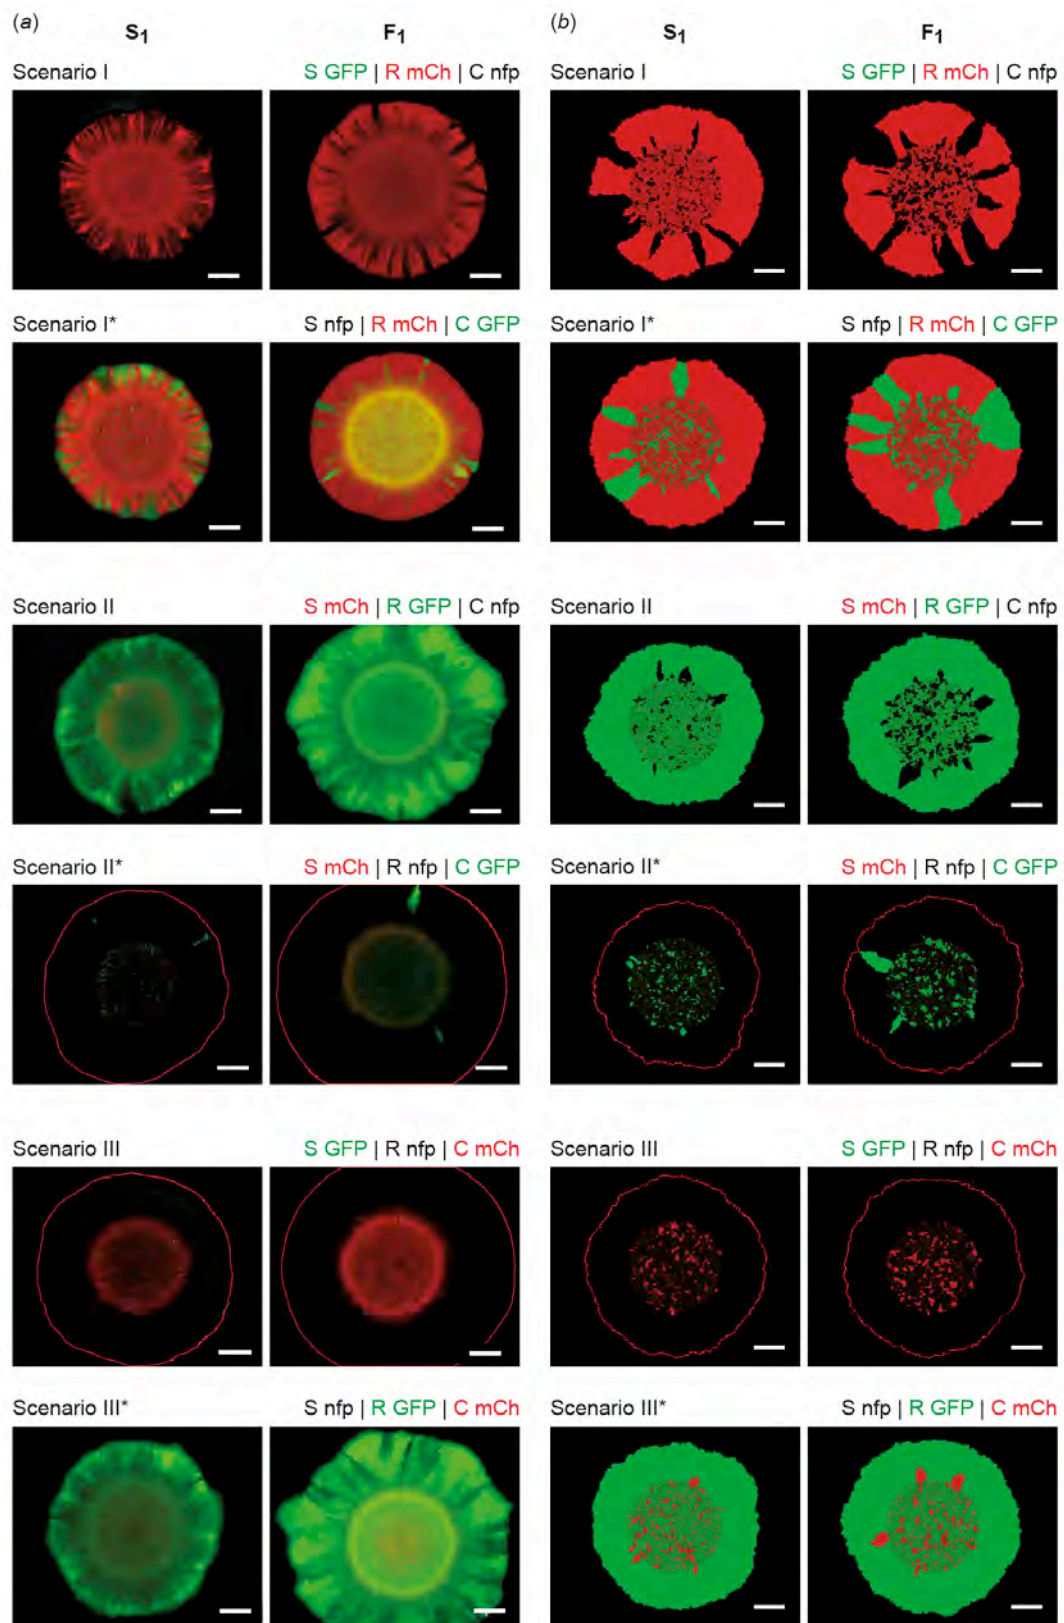 (a) S1 F1 (b) S1 F1
Scenario I S GFP | R mCh | C nfp Scenario I S GFP | R mCh | C nfp
Scenario I* S nfp | R mCh | C GFP Scenario I* S nfp | R mCh | C GFP
Scenario II S mCh | R GFP | C nfp Scenario II S mCh | R GFP | C nfp
Scenario II* S mCh | R nfp | C GFP Scenario II* S mCh | R nfp | C GFP
Scenario III S GFP | R nfp | C mCh Scenario III S GFP | R nfp | C mCh
Scenario III* S nfp | R GFP | C mCh Scenario III* S nfp | R GFP | C mCh